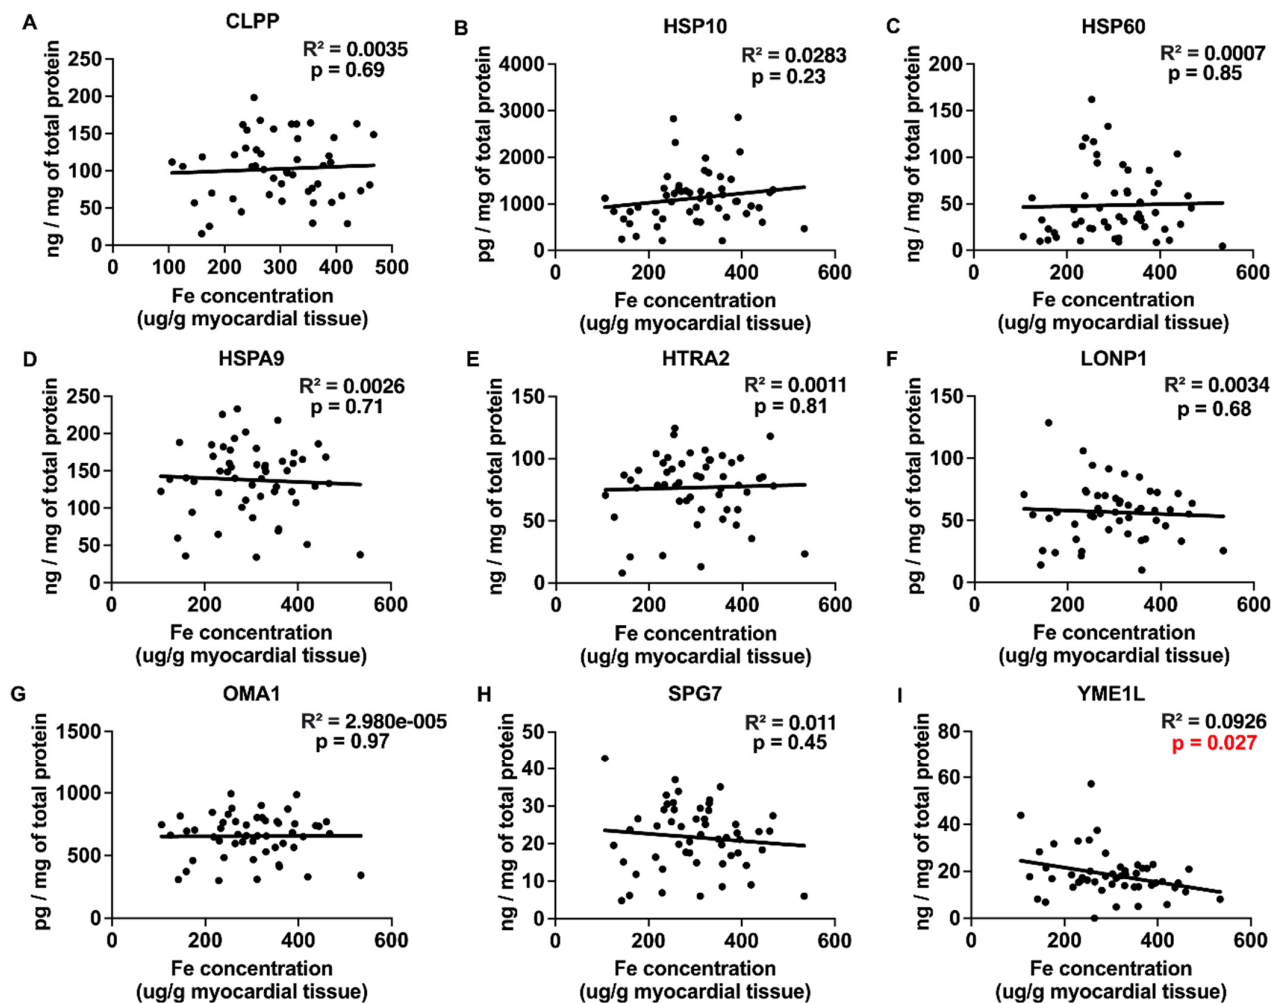 A
CLPP
R² = 0.0035
p = 0.69
ng / mg of total protein
250
200
150
100
50
0
0 100 200 300 400 500
Fe concentration
(ug/g myocardial tissue)
B
HSP10
R² = 0.0283
p = 0.23
pg / mg of total protein
4000
3000
2000
1000
0
0 200 400 600
Fe concentration
(ug/g myocardial tissue)
C
HSP60
R² = 0.0007
p = 0.85
ng / mg of total protein
200
150
100
50
0
0 200 400 600
Fe concentration
(ug/g myocardial tissue)
D
HSPA9
R² = 0.0026
p = 0.71
ng / mg of total protein
250
200
150
100
50
0
0 200 400 600
Fe concentration
(ug/g myocardial tissue)
E
HTRA2
R² = 0.0011
p = 0.81
ng / mg of total protein
150
100
50
0
0 200 400 600
Fe concentration
(ug/g myocardial tissue)
F
LONP1
R² = 0.0034
p = 0.68
pg / mg of total protein
150
100
50
0
0 200 400 600
Fe concentration
(ug/g myocardial tissue)
G
OMA1
R² = 2.980e-005
p = 0.97
pg / mg of total protein
1500
1000
500
0
0 200 400 600
Fe concentration
(ug/g myocardial tissue)
H
SPG7
R² = 0.011
p = 0.45
ng / mg of total protein
50
40
30
20
10
0
0 200 400 600
Fe concentration
(ug/g myocardial tissue)
I
YME1L
R² = 0.0926
p = 0.027
ng / mg of total protein
80
60
40
20
0
0 200 400 600
Fe concentration
(ug/g myocardial tissue)